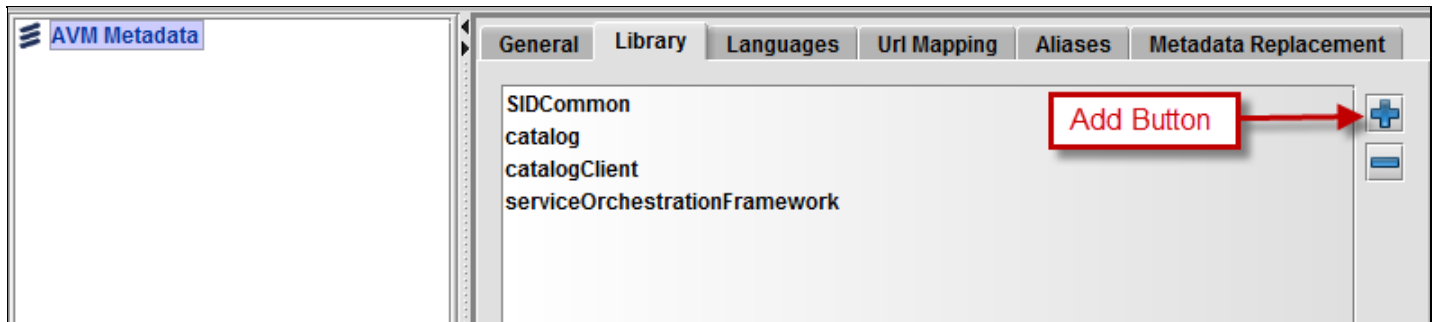 AVM Metadata
General Library Languages Url Mapping Aliases Metadata Replacement
SIDCommon
catalog
catalogClient
serviceOrchestrationFramework
Add Button